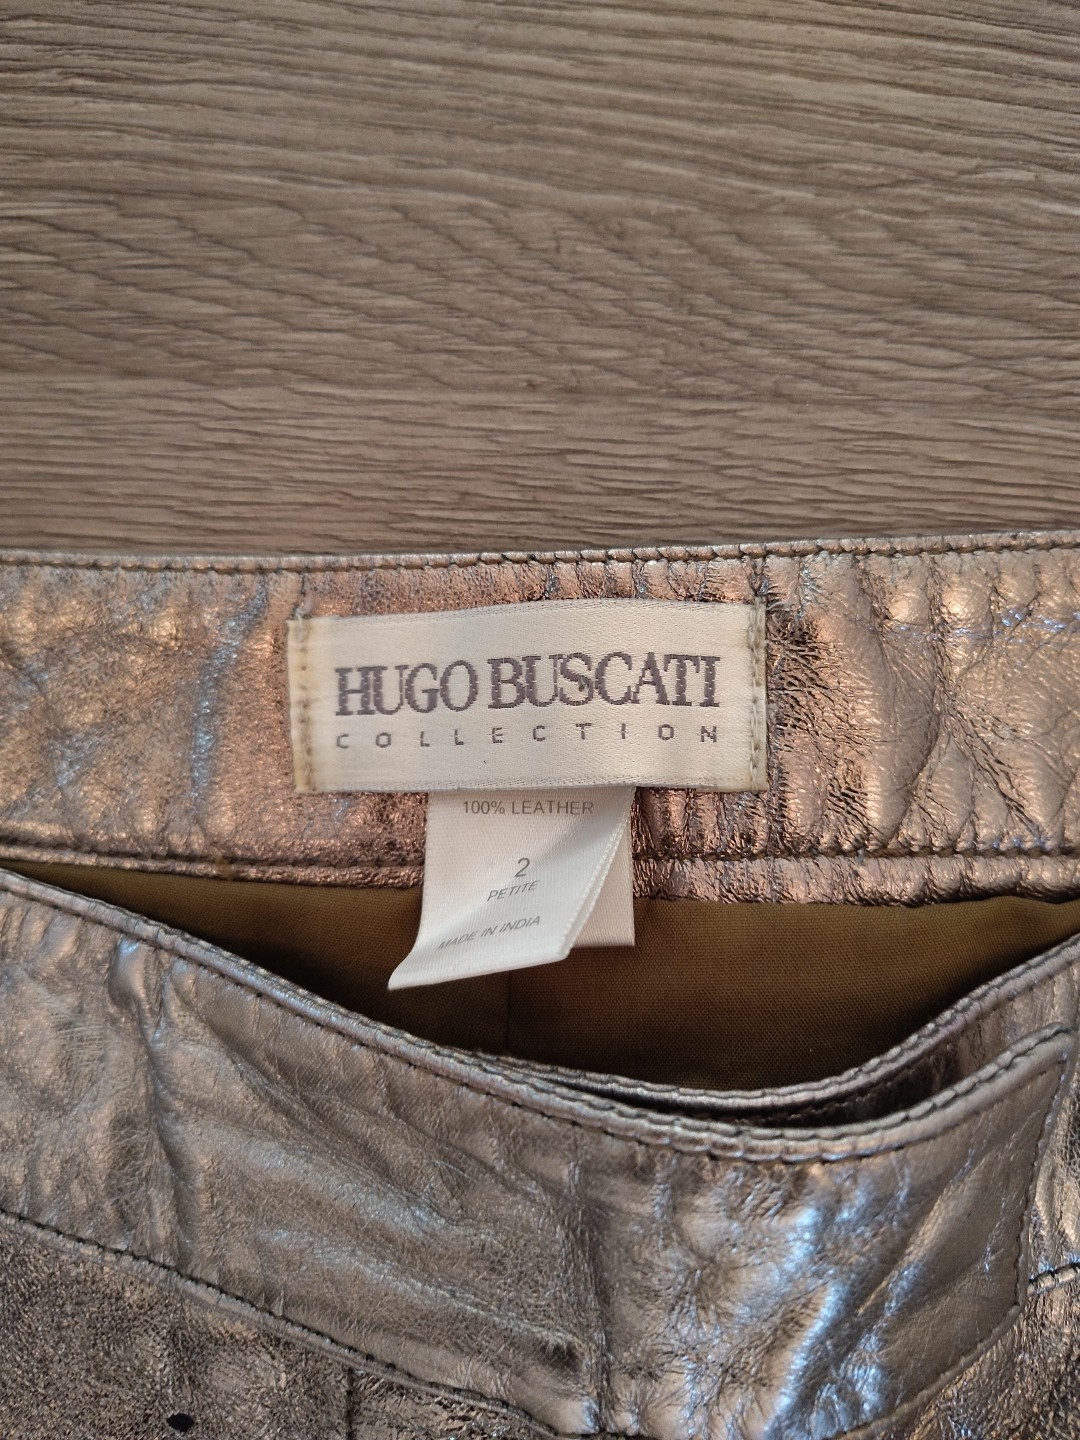 HUGO BUSCATI
COLLECTION
100% LEATHER
2
PETITE
MADE IN INDIA